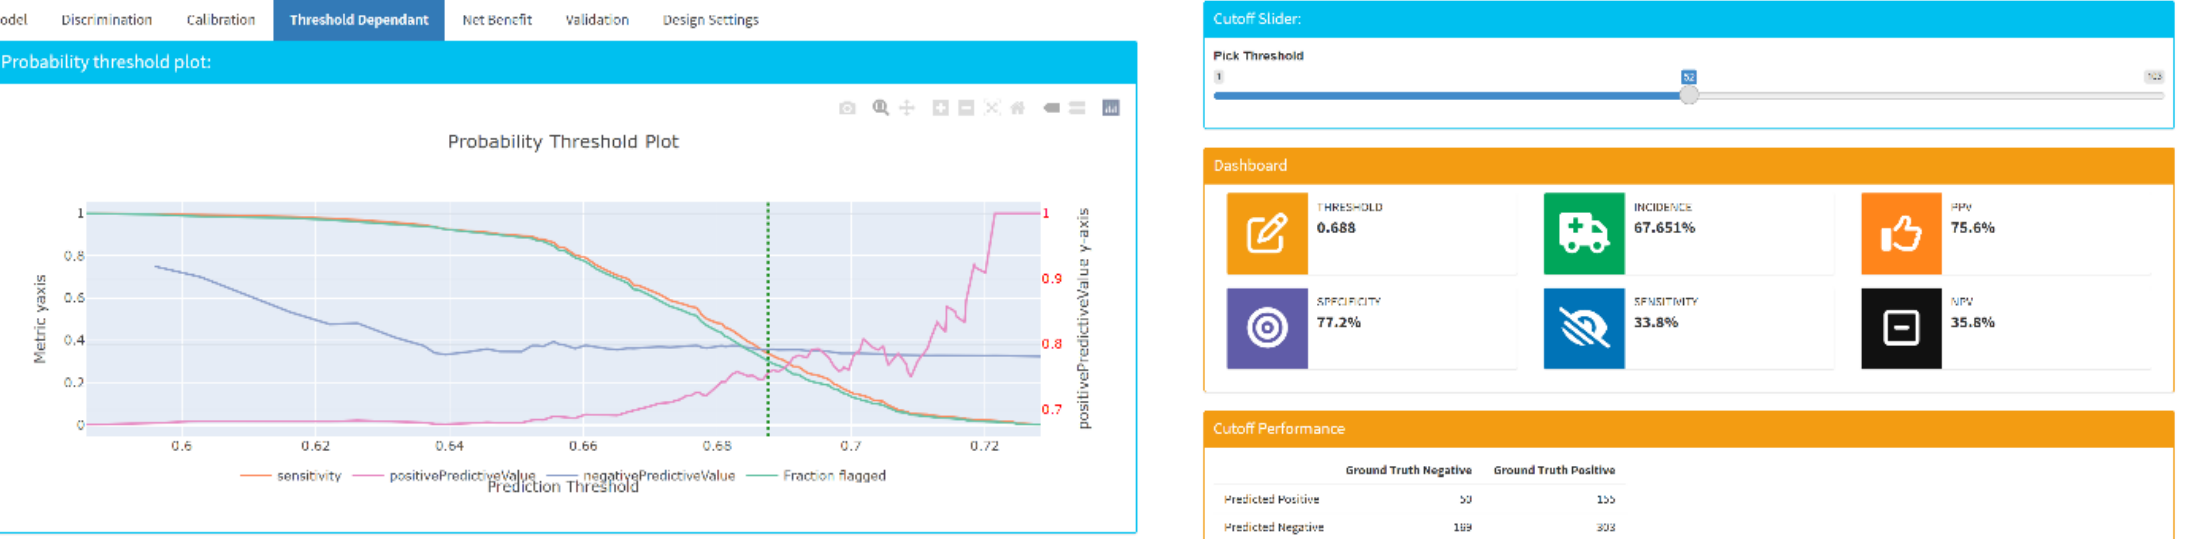 odel Discrimination Calibration Threshold Dependant Net Benefit Validation Design Settings
Probability threshold plot:
Probability Threshold Plot
1
0.8
0.6
0.4
0.2
0
Metric yaxis
1
0.9
0.8
0.7
positivePredictiveValue y-axis
0.6 0.62 0.64 0.66 0.68 0.7 0.72
sensitivity positivePredictiveValue negativePredictiveValue Fraction flagged
Prediction Threshold
Cutoff Slider:
Pick Threshold
1 52 103
Dashboard
THRESHOLD
0.688
INCIDENCE
67.651%
PPV
75.6%
SPECIFICITY
77.2%
SENSITIVITY
33.8%
NPV
35.8%
Cutoff Performance
Ground Truth Negative Ground Truth Positive
Predicted Positive 50 155
Predicted Negative 169 303